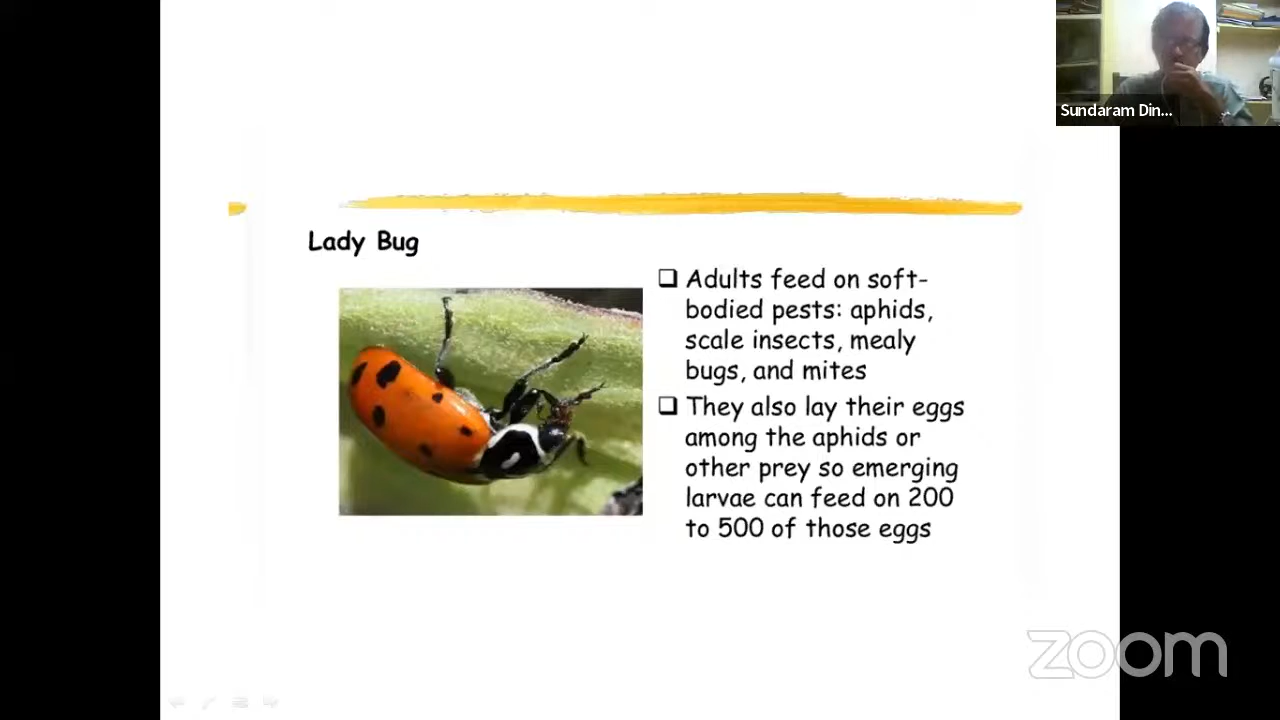 Sundaram Din...
Lady Bug
❑ Adults feed on soft-
bodied pests: aphids,
scale insects, mealy
bugs, and mites
❑ They also lay their eggs
among the aphids or
other prey so emerging
larvae can feed on 200
to 500 of those eggs
zoom